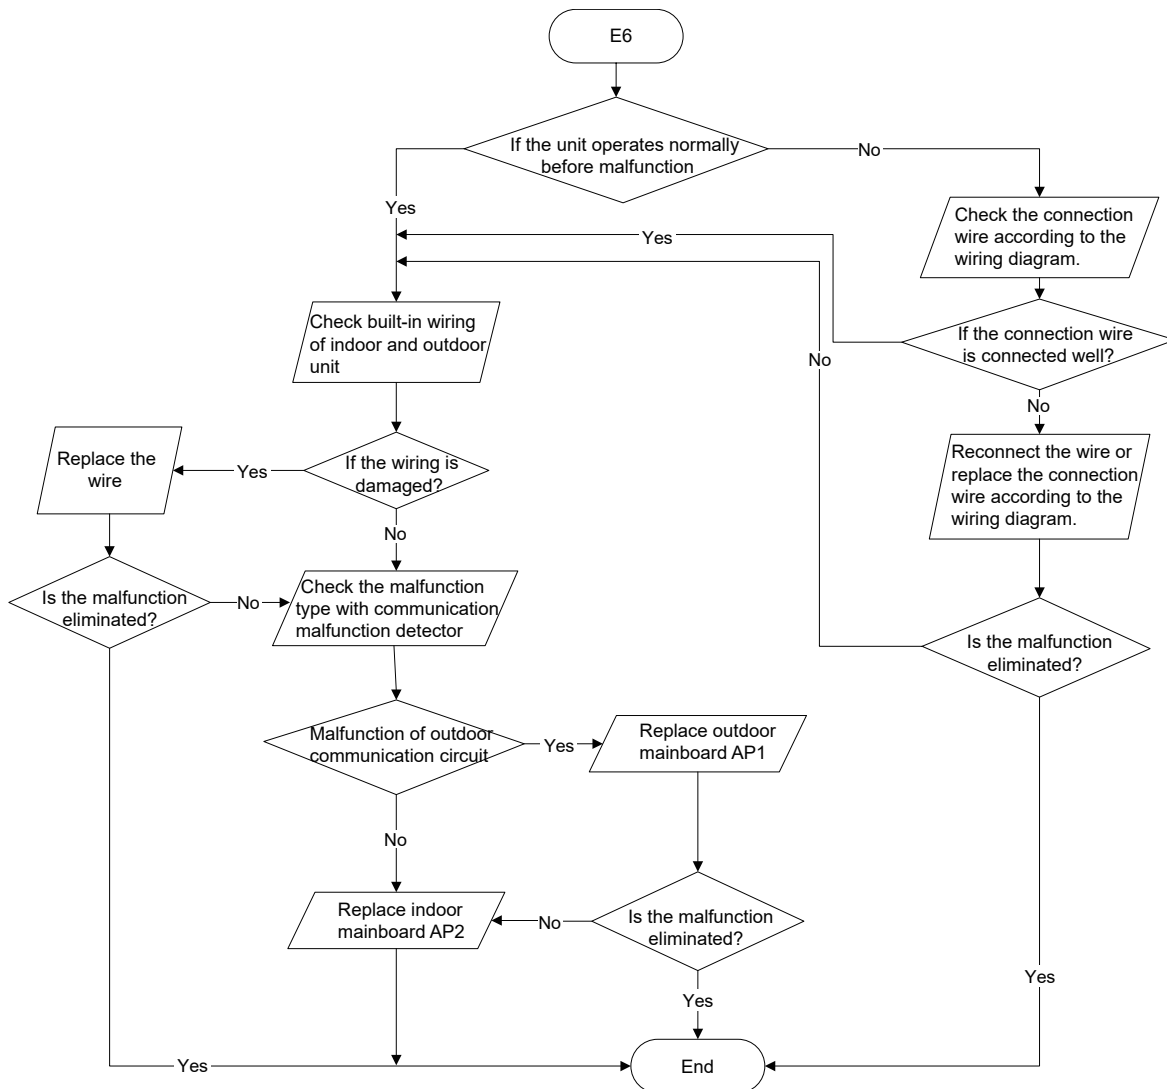 E6
If the unit operates normally
before malfunction
No
Yes
Check the connection
wire according to the
wiring diagram.
Yes
Check built-in wiring
of indoor and outdoor
unit
If the connection wire
is connected well?
No
No
Replace the
wire
Yes
If the wiring is
damaged?
Reconnect the wire or
replace the connection
wire according to the
wiring diagram.
No
Is the malfunction
eliminated?
No
Check the malfunction
type with communication
malfunction detector
Is the malfunction
eliminated?
Malfunction of outdoor
communication circuit
Yes
Replace outdoor
mainboard AP1
No
Replace indoor
mainboard AP2
No
Is the malfunction
eliminated?
Yes
Yes
Yes
End